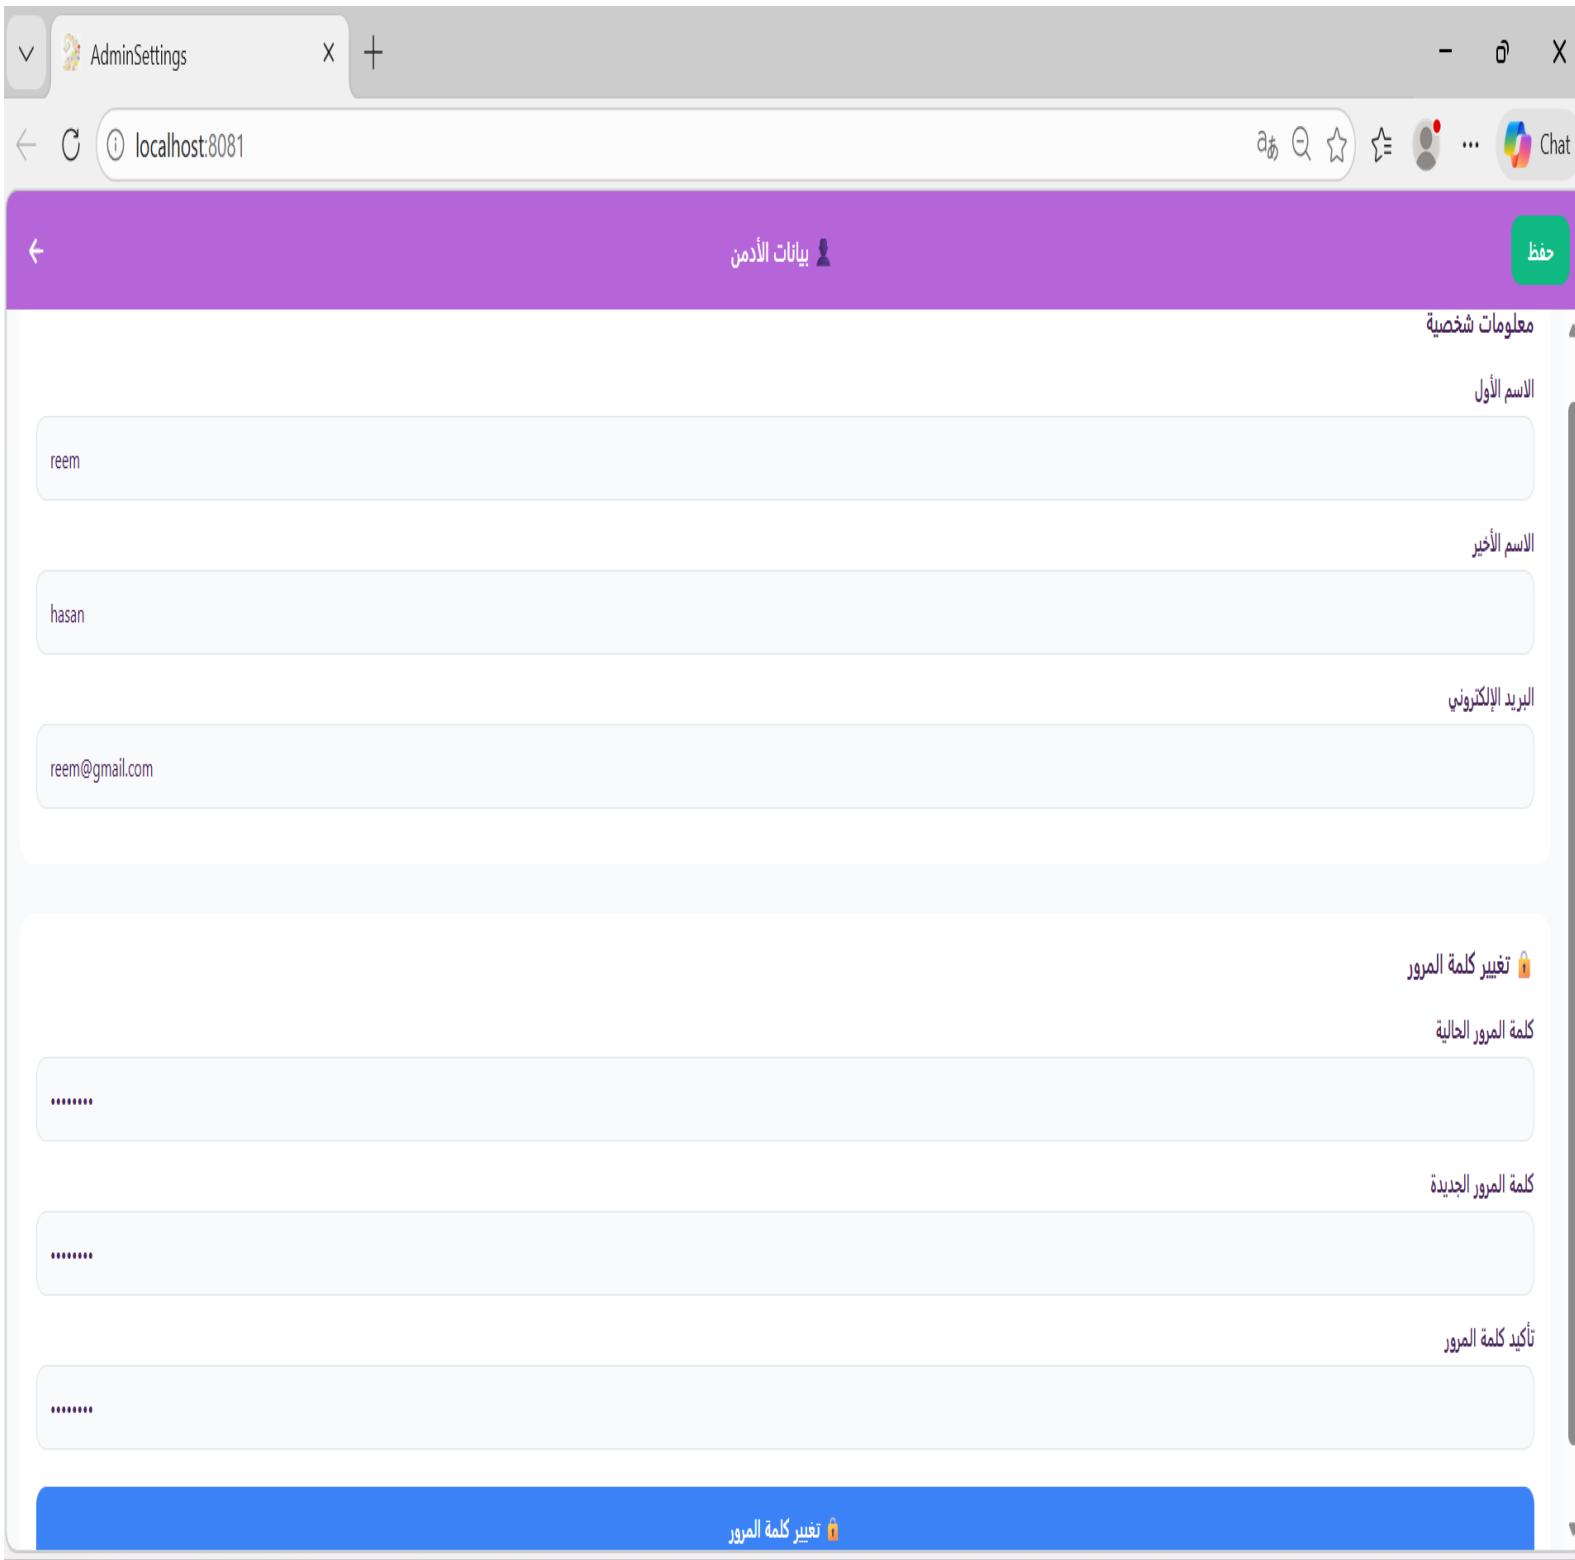 AdminSettings
localhost:8081
Chat
بيانات الأدمن
حفظ
معلومات شخصية
الاسم الأول
reem
الاسم الأخير
hasan
البريد الإلكتروني
reem@gmail.com
تغيير كلمة المرور
كلمة المرور الحالية
••••••••
كلمة المرور الجديدة
••••••••
تأكيد كلمة المرور
••••••••
تغيير كلمة المرور